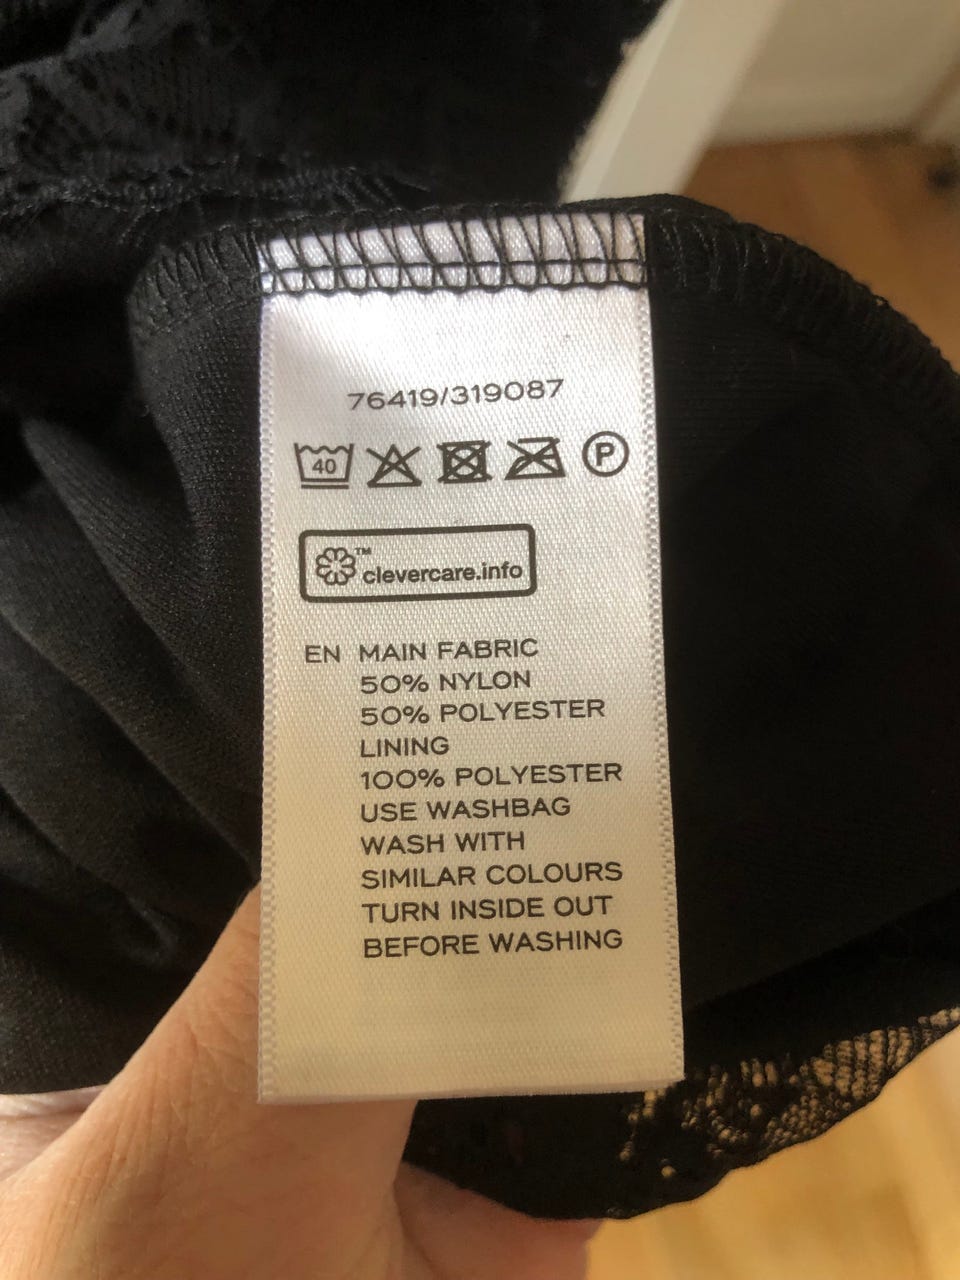 76419/319087
40 P
™
clevercare.info
EN MAIN FABRIC
50% NYLON
50% POLYESTER
LINING
100% POLYESTER
USE WASHBAG
WASH WITH
SIMILAR COLOURS
TURN INSIDE OUT
BEFORE WASHING